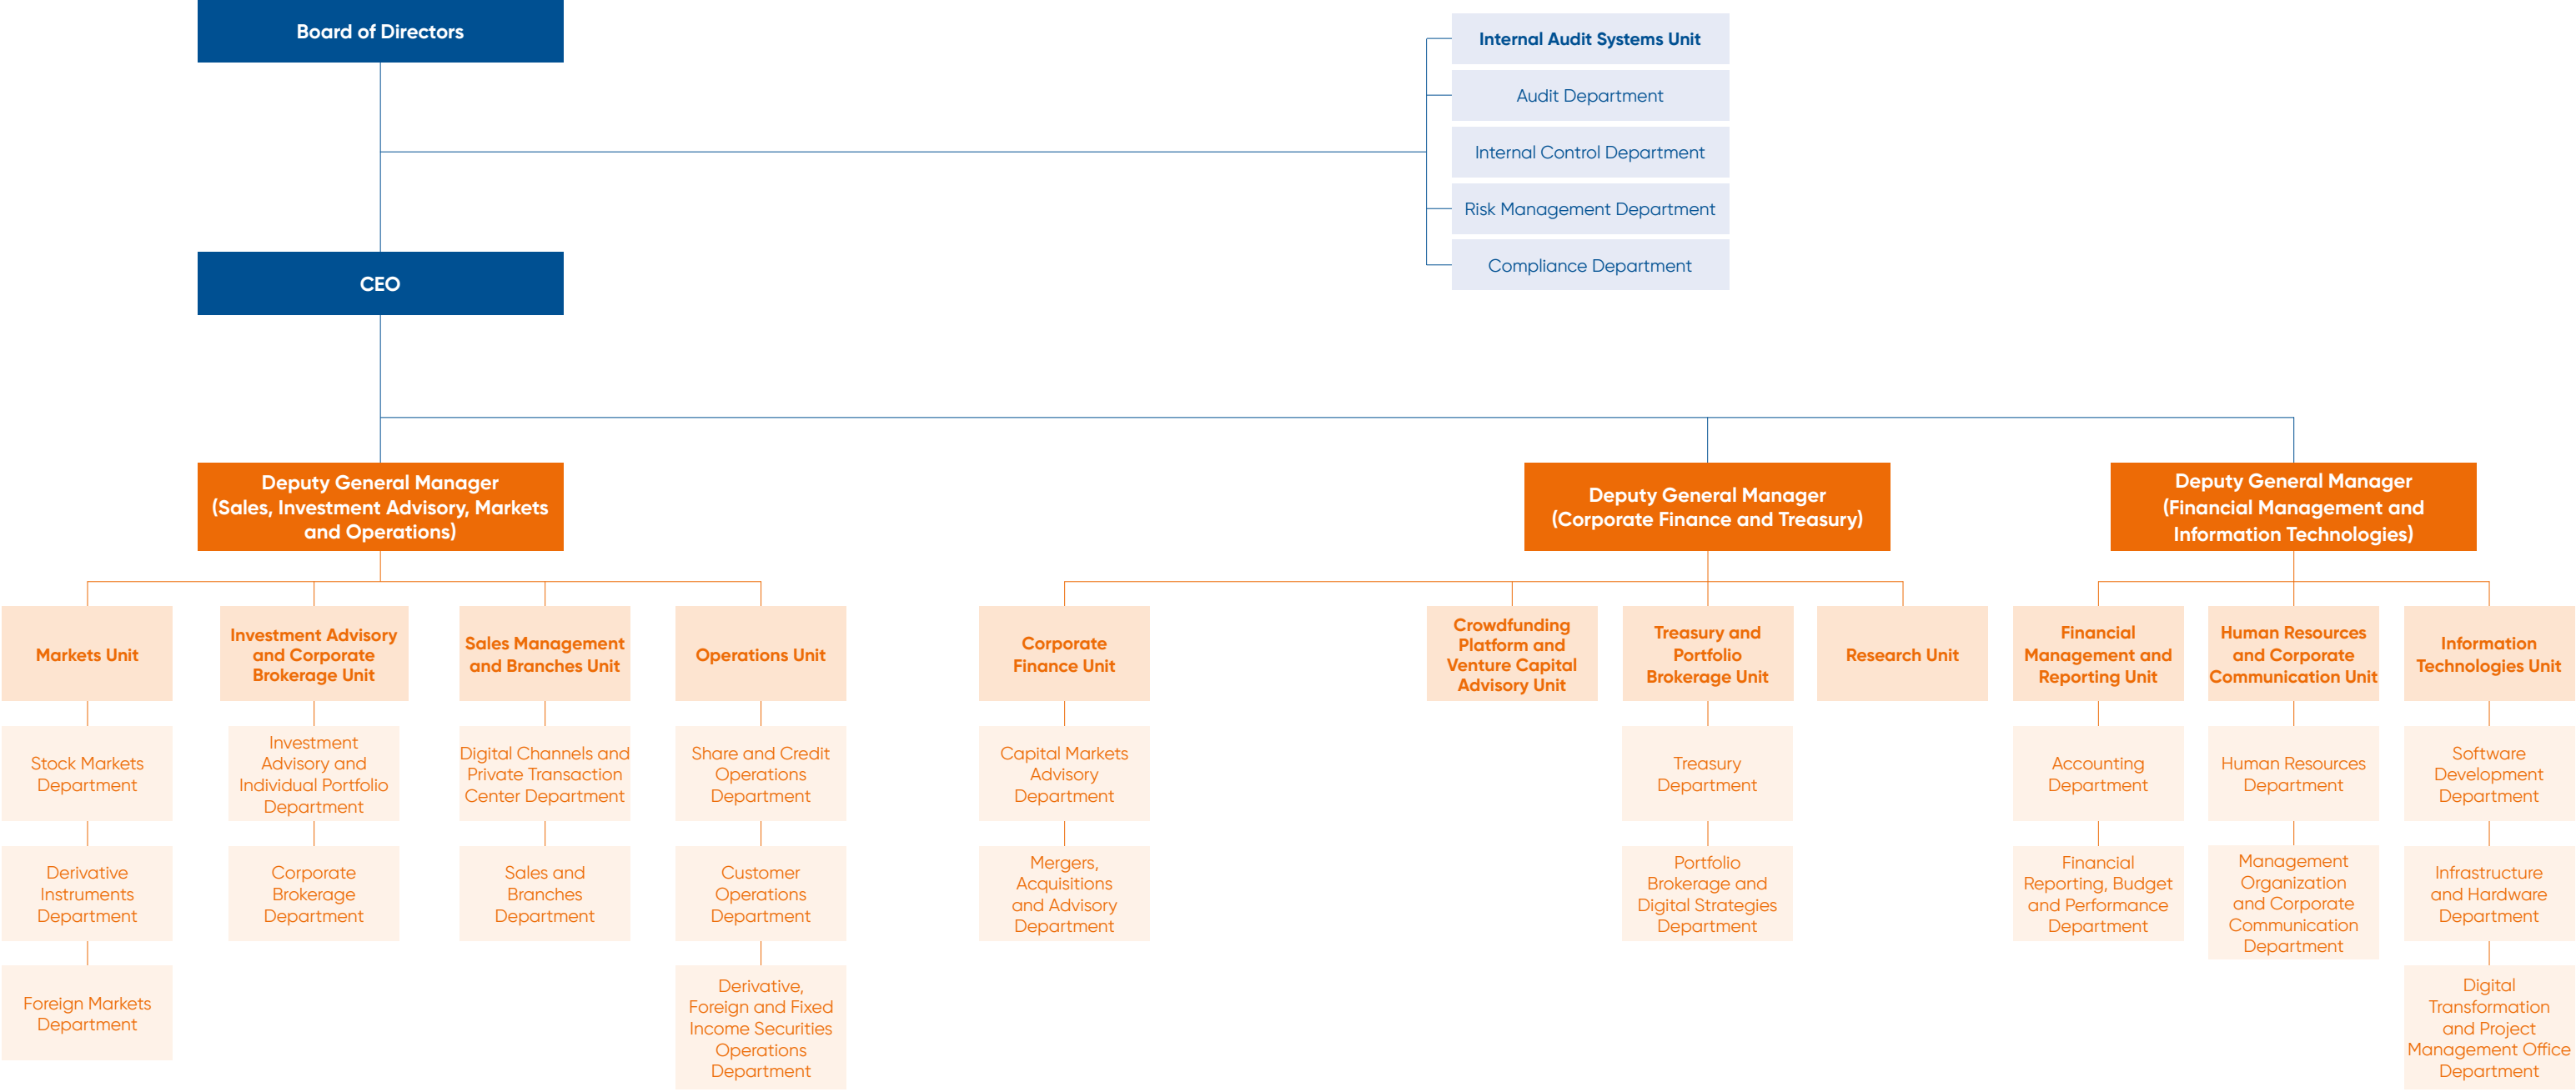 Board of Directors
Internal Audit Systems Unit
Audit Department
Internal Control Department
Risk Management Department
Compliance Department
CEO
Deputy General Manager
(Sales, Investment Advisory, Markets
and Operations)
Deputy General Manager
(Corporate Finance and Treasury)
Deputy General Manager
(Financial Management and
Information Technologies)
Markets Unit
Investment Advisory
and Corporate
Brokerage Unit
Sales Management
and Branches Unit
Operations Unit
Corporate
Finance Unit
Crowdfunding
Platform and
Venture Capital
Advisory Unit
Treasury and
Portfolio
Brokerage Unit
Research Unit
Financial
Management and
Reporting Unit
Human Resources
and Corporate
Communication Unit
Information
Technologies Unit
Stock Markets
Department
Investment
Advisory and
Individual Portfolio
Department
Digital Channels and
Private Transaction
Center Department
Share and Credit
Operations
Department
Capital Markets
Advisory
Department
Treasury
Department
Accounting
Department
Human Resources
Department
Software
Development
Department
Derivative
Instruments
Department
Corporate
Brokerage
Department
Sales and
Branches
Department
Customer
Operations
Department
Mergers,
Acquisitions
and Advisory
Department
Portfolio
Brokerage and
Digital Strategies
Department
Financial
Reporting, Budget
and Performance
Department
Management
Organization
and Corporate
Communication
Department
Infrastructure
and Hardware
Department
Foreign Markets
Department
Derivative,
Foreign and Fixed
Income Securities
Operations
Department
Digital
Transformation
and Project
Management Office
Department